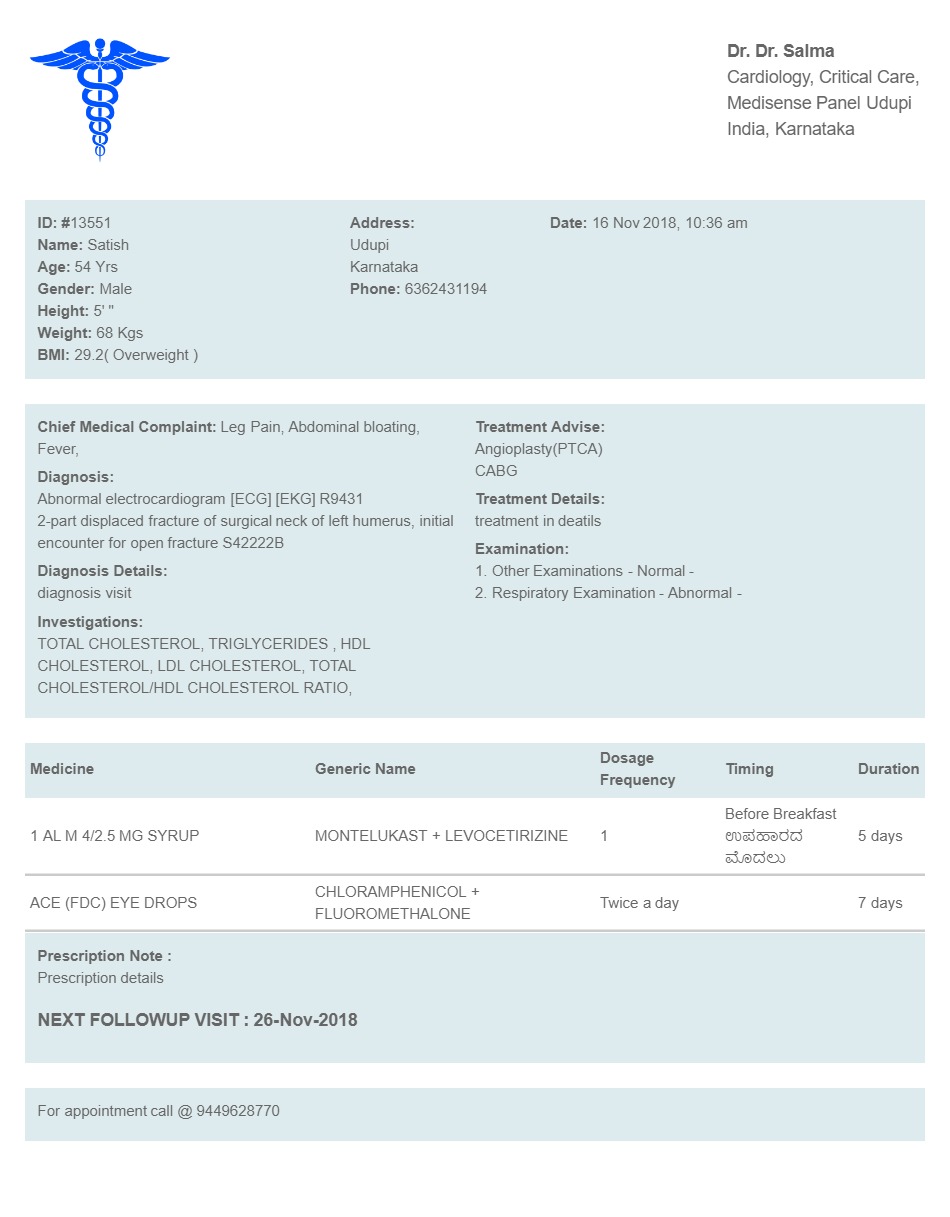 Dr. Dr. Salma
Cardiology, Critical Care,
Medisense Panel Udupi
India, Karnataka
ID: #13551
Name: Satish
Age: 54 Yrs
Gender: Male
Height: 5' "
Weight: 68 Kgs
BMI: 29.2( Overweight )
Address:
Udupi
Karnataka
Phone: 6362431194
Date: 16 Nov 2018, 10:36 am
Chief Medical Complaint: Leg Pain, Abdominal bloating,
Fever,
Diagnosis:
Abnormal electrocardiogram [ECG] [EKG] R9431
2-part displaced fracture of surgical neck of left humerus, initial
encounter for open fracture S42222B
Diagnosis Details:
diagnosis visit
Investigations:
TOTAL CHOLESTEROL, TRIGLYCERIDES , HDL
CHOLESTEROL, LDL CHOLESTEROL, TOTAL
CHOLESTEROL/HDL CHOLESTEROL RATIO,
Treatment Advise:
Angioplasty(PTCA)
CABG
Treatment Details:
treatment in deatils
Examination:
1. Other Examinations - Normal -
2. Respiratory Examination - Abnormal -
Medicine
Generic Name
Dosage
Frequency
Timing
Duration
1 AL M 4/2.5 MG SYRUP
MONTELUKAST + LEVOCETIRIZINE
1
Before Breakfast
ಉಪಹಾರದ
ಮೊದಲು
5 days
ACE (FDC) EYE DROPS
CHLORAMPHENICOL +
FLUOROMETHALONE
Twice a day
7 days
Prescription Note :
Prescription details
NEXT FOLLOWUP VISIT : 26-Nov-2018
For appointment call @ 9449628770